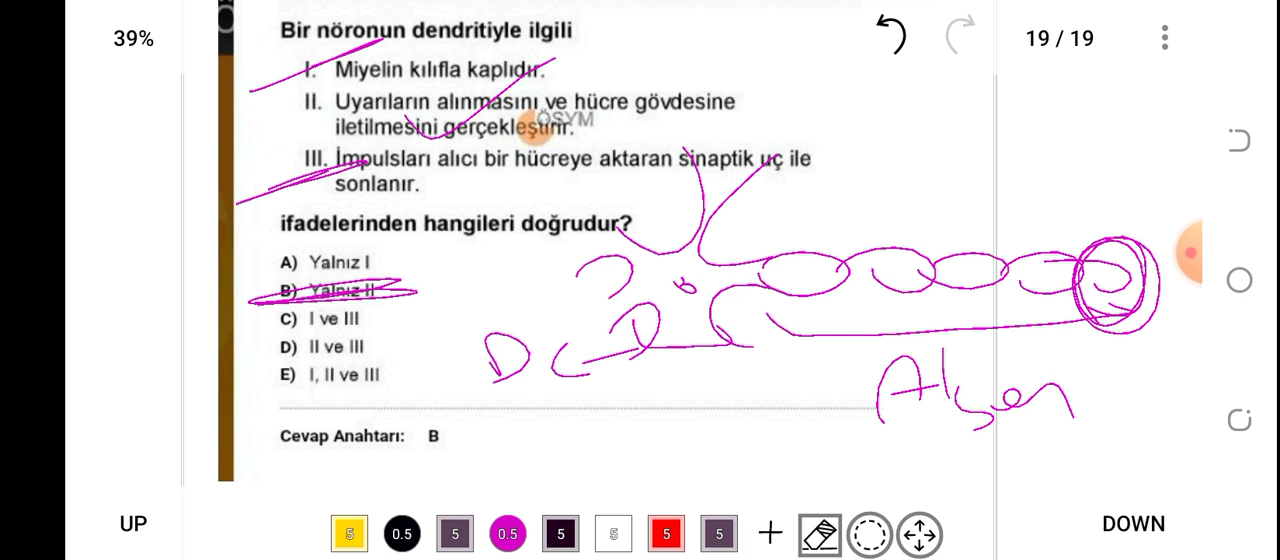 39%
19 / 19
Bir nöronun dendritiyle ilgili
I. Miyelin kılıfla kaplıdır.
II. Uyarıların alınmasını ve hücre gövdesine
iletilmesini gerçekleştirir.
ÖSYM
III. İmpulsları alıcı bir hücreye aktaran sinaptik uç ile
sonlanır.
ifadelerinden hangileri doğrudur?
A) Yalnız I
B) Yalnız II
C) I ve III
D) II ve III
E) I, II ve III
Cevap Anahtarı: B
UP
5
0.5
5
0.5
5
5
5
5
DOWN